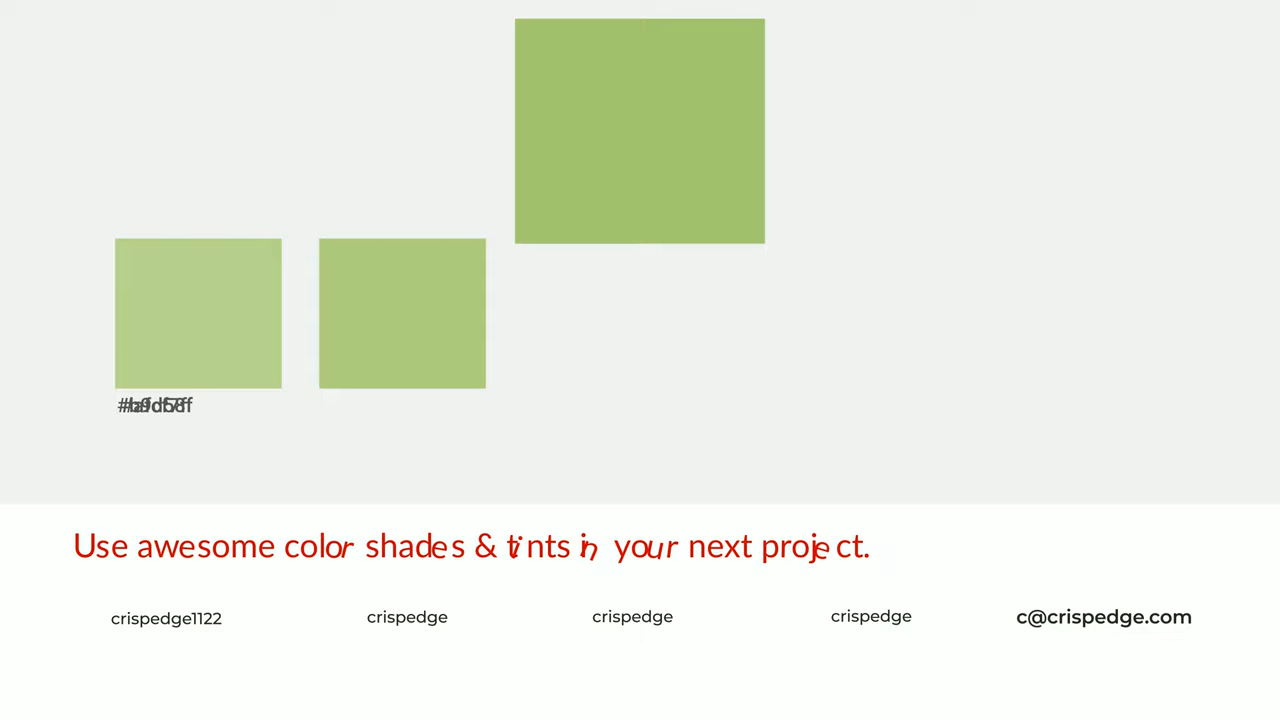 Use awesome color shades & tints in your next project.
crispedge1122 crispedge crispedge crispedge c@crispedge.com